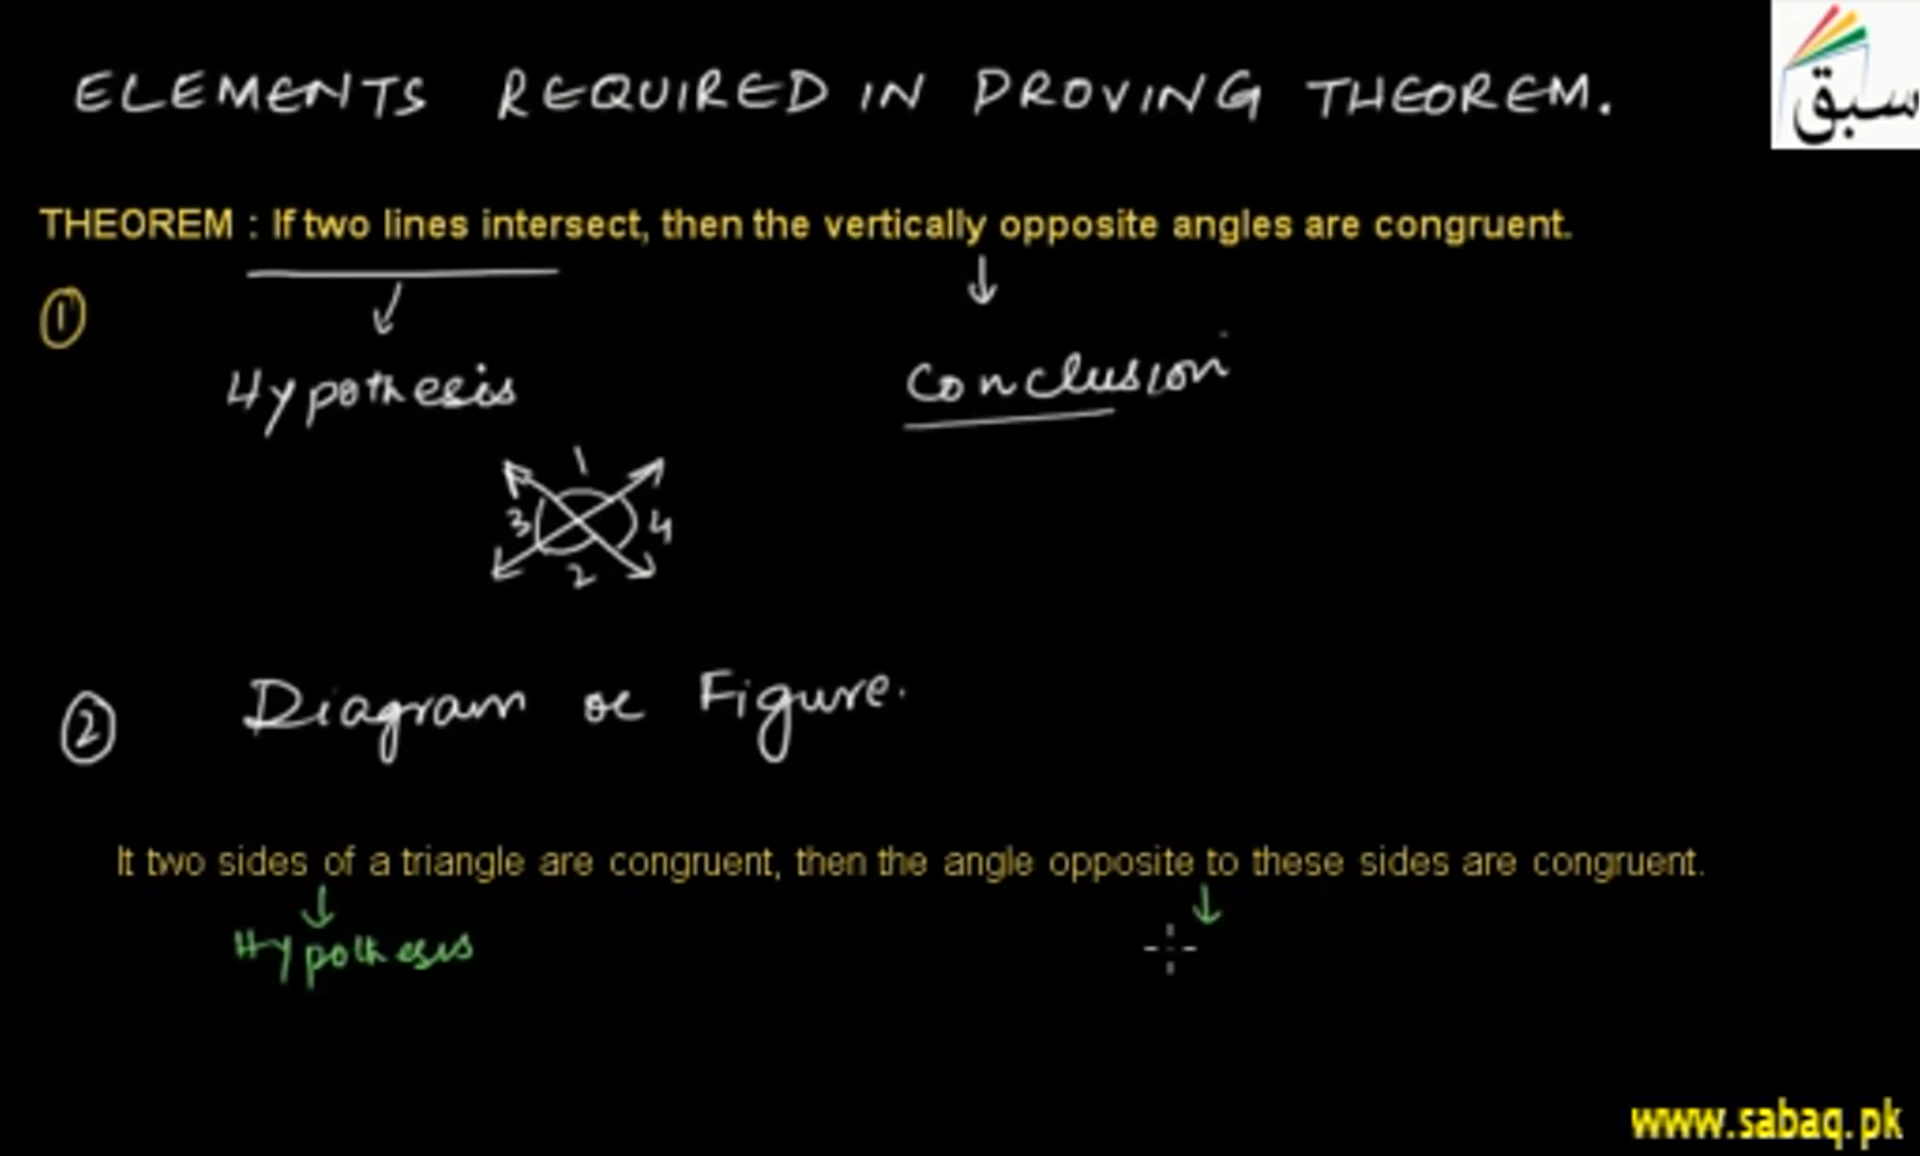 ELEMENTS REQUIRED IN PROVING THEOREM.
سبق
THEOREM : If two lines intersect, then the vertically opposite angles are congruent.
①
Hypothesis
Conclusion
1
3
4
2
② Diagram or Figure.
It two sides of a triangle are congruent, then the angle opposite to these sides are congruent.
Hypothesis
www.sabaq.pk